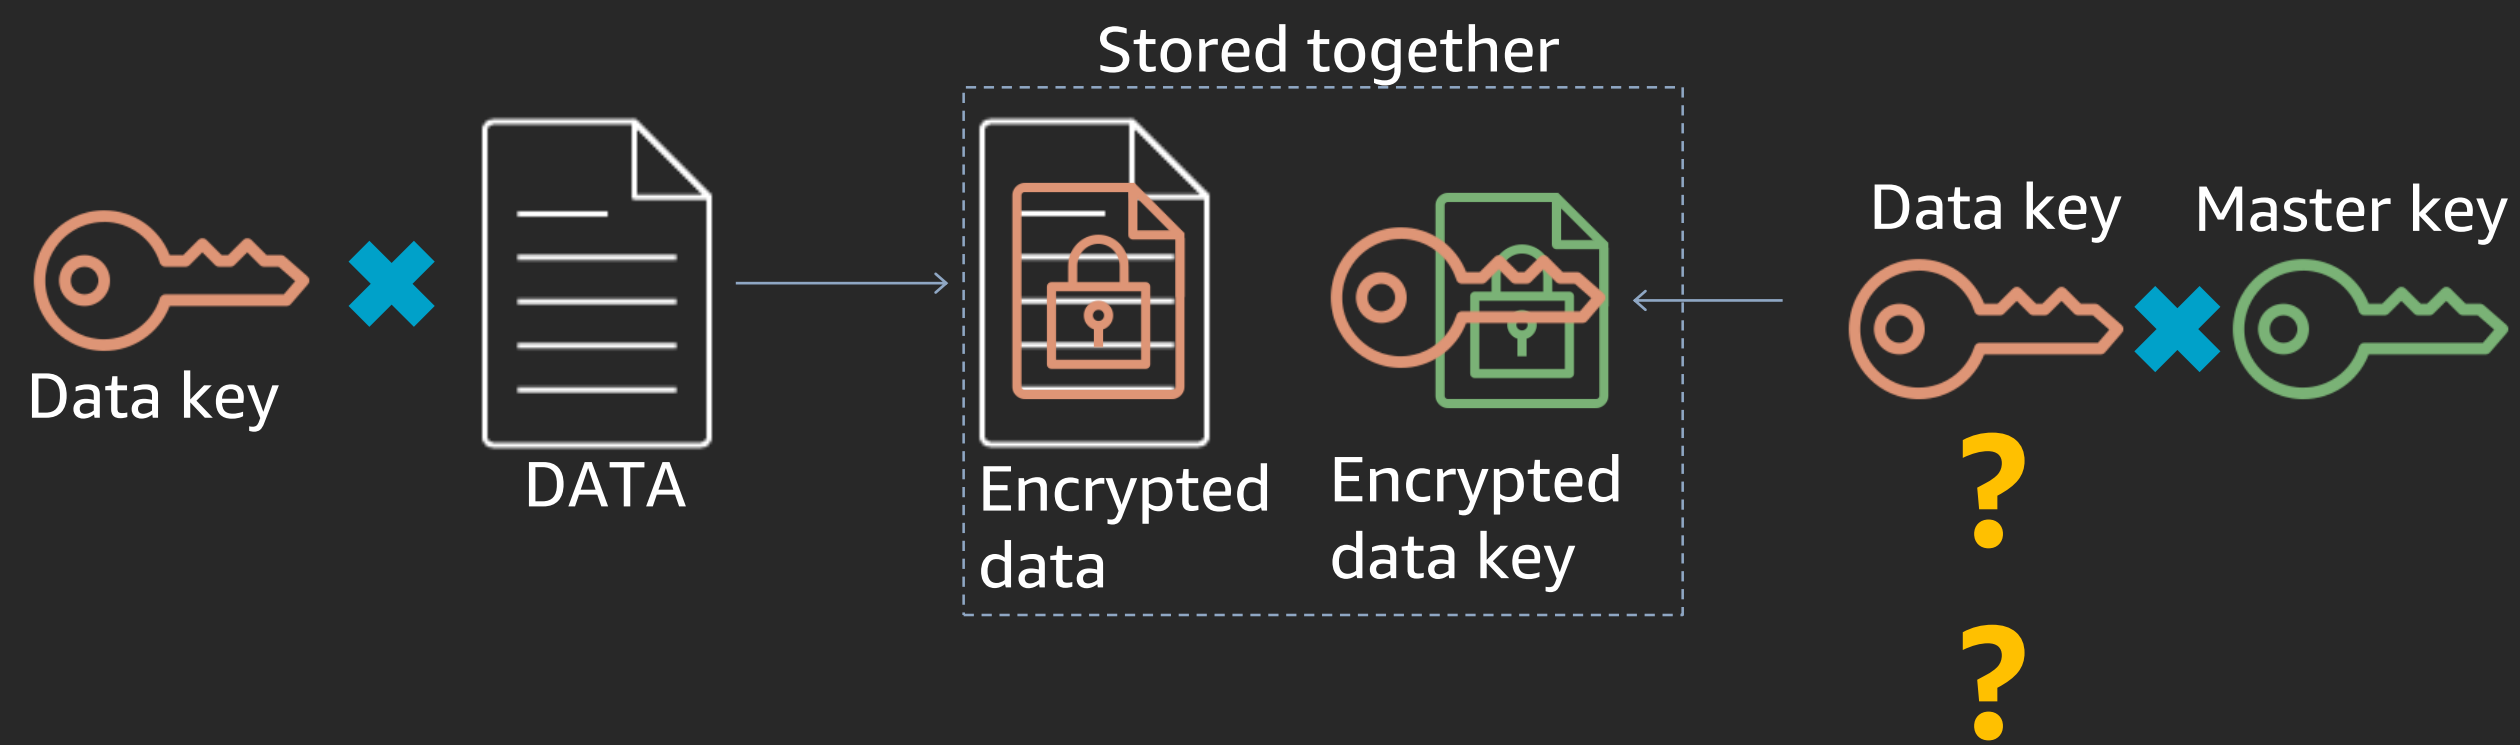 Stored together
Data key
DATA
Encrypted
data
Encrypted
data key
Data key
Master key
?
?